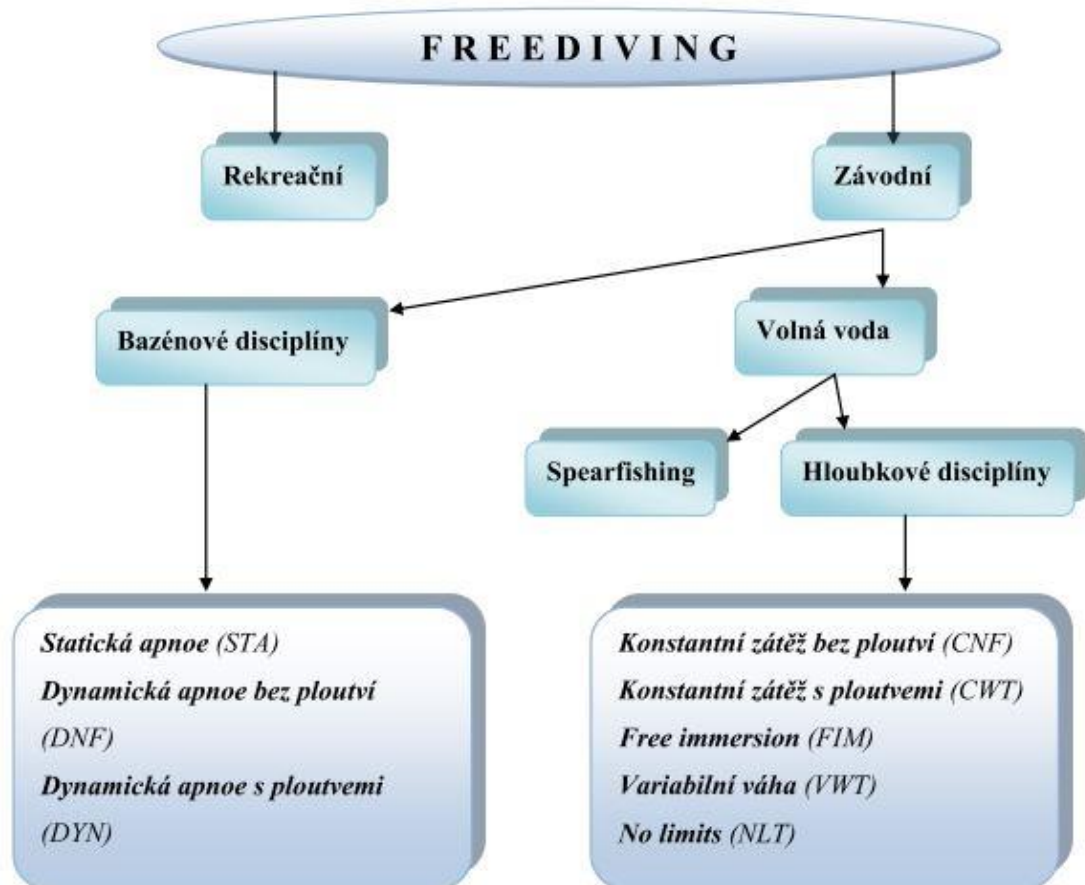 FREEDIVING
Rekreační
Závodní
Bazénové disciplíny
Volná voda
Spearfishing
Hloubkové disciplíny
Statická apnoe (STA)
Dynamická apnoe bez ploutví
(DNF)
Dynamická apnoe s ploutvemi
(DYN)
Konstantní zátěž bez ploutví (CNF)
Konstantní zátěž s ploutvemi (CWT)
Free immersion (FIM)
Variabilní váha (VWT)
No limits (NLT)